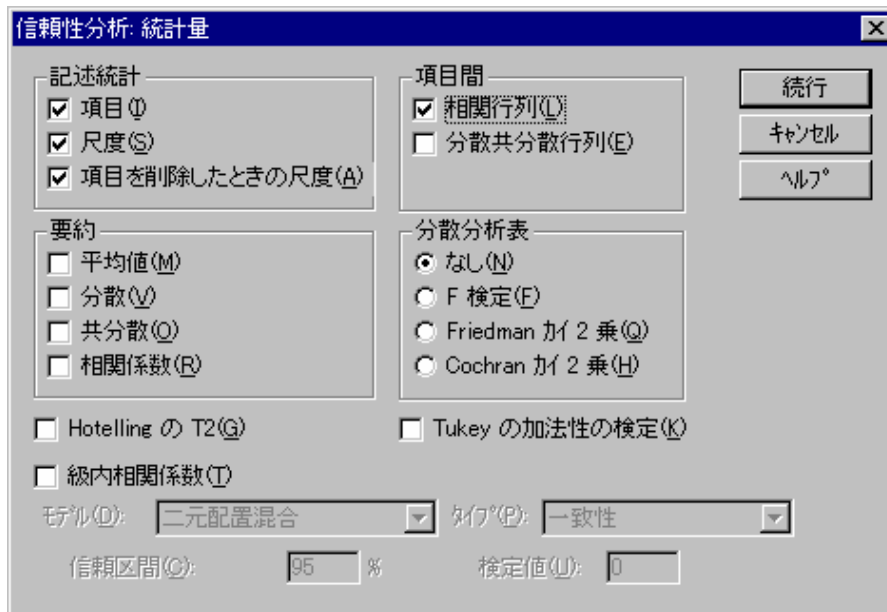 信頼性分析: 統計量
記述統計
項目(I)
尺度(S)
項目を削除したときの尺度(A)
項目間
相関行列(L)
分散共分散行列(E)
続行
ｷｬﾝｾﾙ
ﾍﾙﾌﾟ
要約
平均値(M)
分散(V)
共分散(O)
相関係数(R)
分散分析表
なし(N)
F 検定(F)
Friedman ｶｲ 2 乗(Q)
Cochran ｶｲ 2 乗(H)
Hotelling の T2(G)
Tukey の加法性の検定(K)
級内相関係数(T)
ﾓﾃﾞﾙ(D): 二元配置混合 ﾀｲﾌﾟ(P): 一致性
信頼区間(C): 95 % 検定値(U): 0